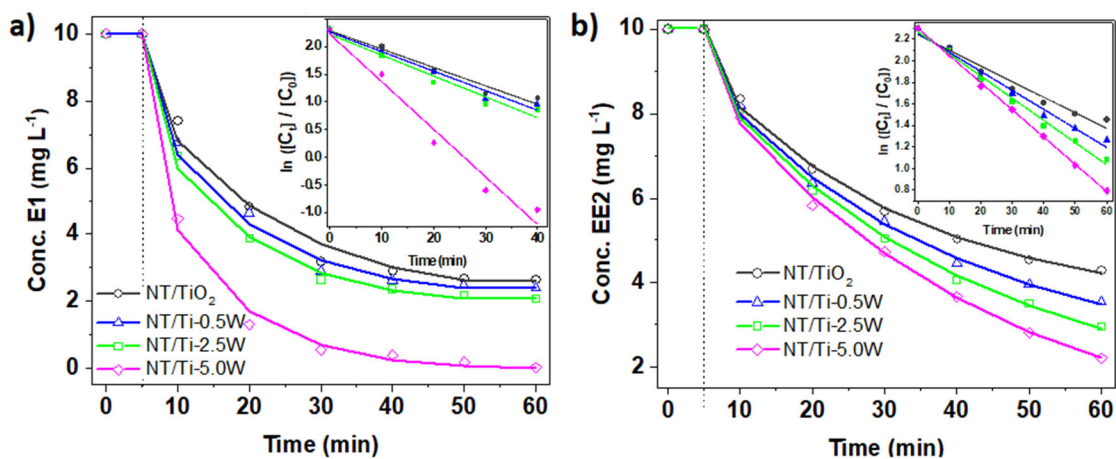 a)
Conc. E1 (mg L⁻¹)
10
8
6
4
2
0
0 10 20 30 40 50 60
Time (min)
NT/TiO₂
NT/Ti-0.5W
NT/Ti-2.5W
NT/Ti-5.0W
ln ([Cₜ] / [C₀])
2.5
2.0
1.5
1.0
0.5
0.0
-0.5
-1.0
0 10 20 30 40
Time (min)
b)
Conc. EE2 (mg L⁻¹)
10
8
6
4
2
0 10 20 30 40 50 60
Time (min)
NT/TiO₂
NT/Ti-0.5W
NT/Ti-2.5W
NT/Ti-5.0W
ln ([Cₜ] / [C₀])
2.2
2.0
1.8
1.6
1.4
1.2
1.0
0.8
0 10 20 30 40 50 60
Time (min)